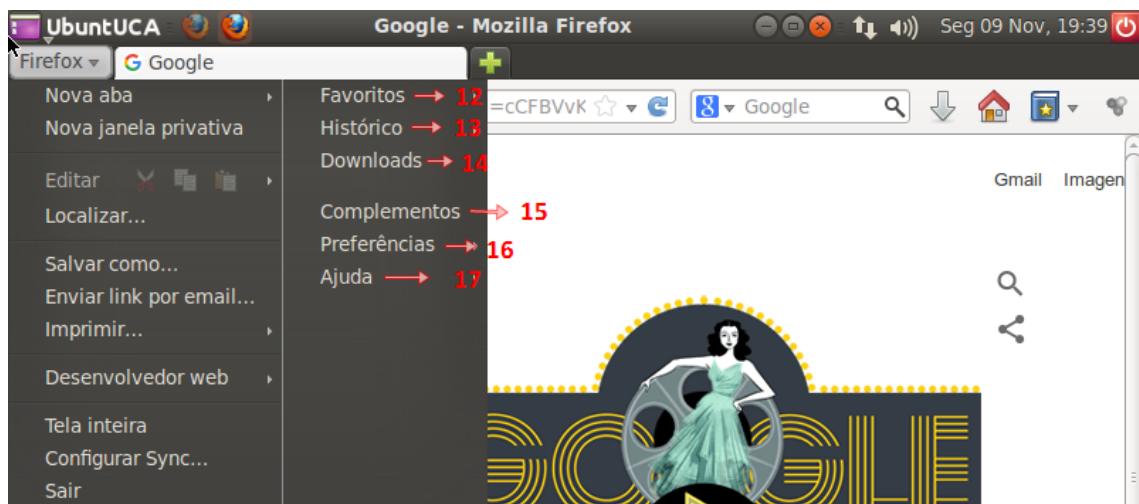 UbuntUCA Google - Mozilla Firefox Seg 09 Nov, 19:39
Firefox Google
Nova aba
Nova janela privativa
Editar
Localizar...
Salvar como...
Enviar link por email...
Imprimir...
Desenvolvedor web
Tela inteira
Configurar Sync...
Sair
Favoritos 12
Histórico 13
Downloads 14
Complementos 15
Preferências 16
Ajuda 17
=cCFBVvK Google
Gmail Imagen
GOOGLE